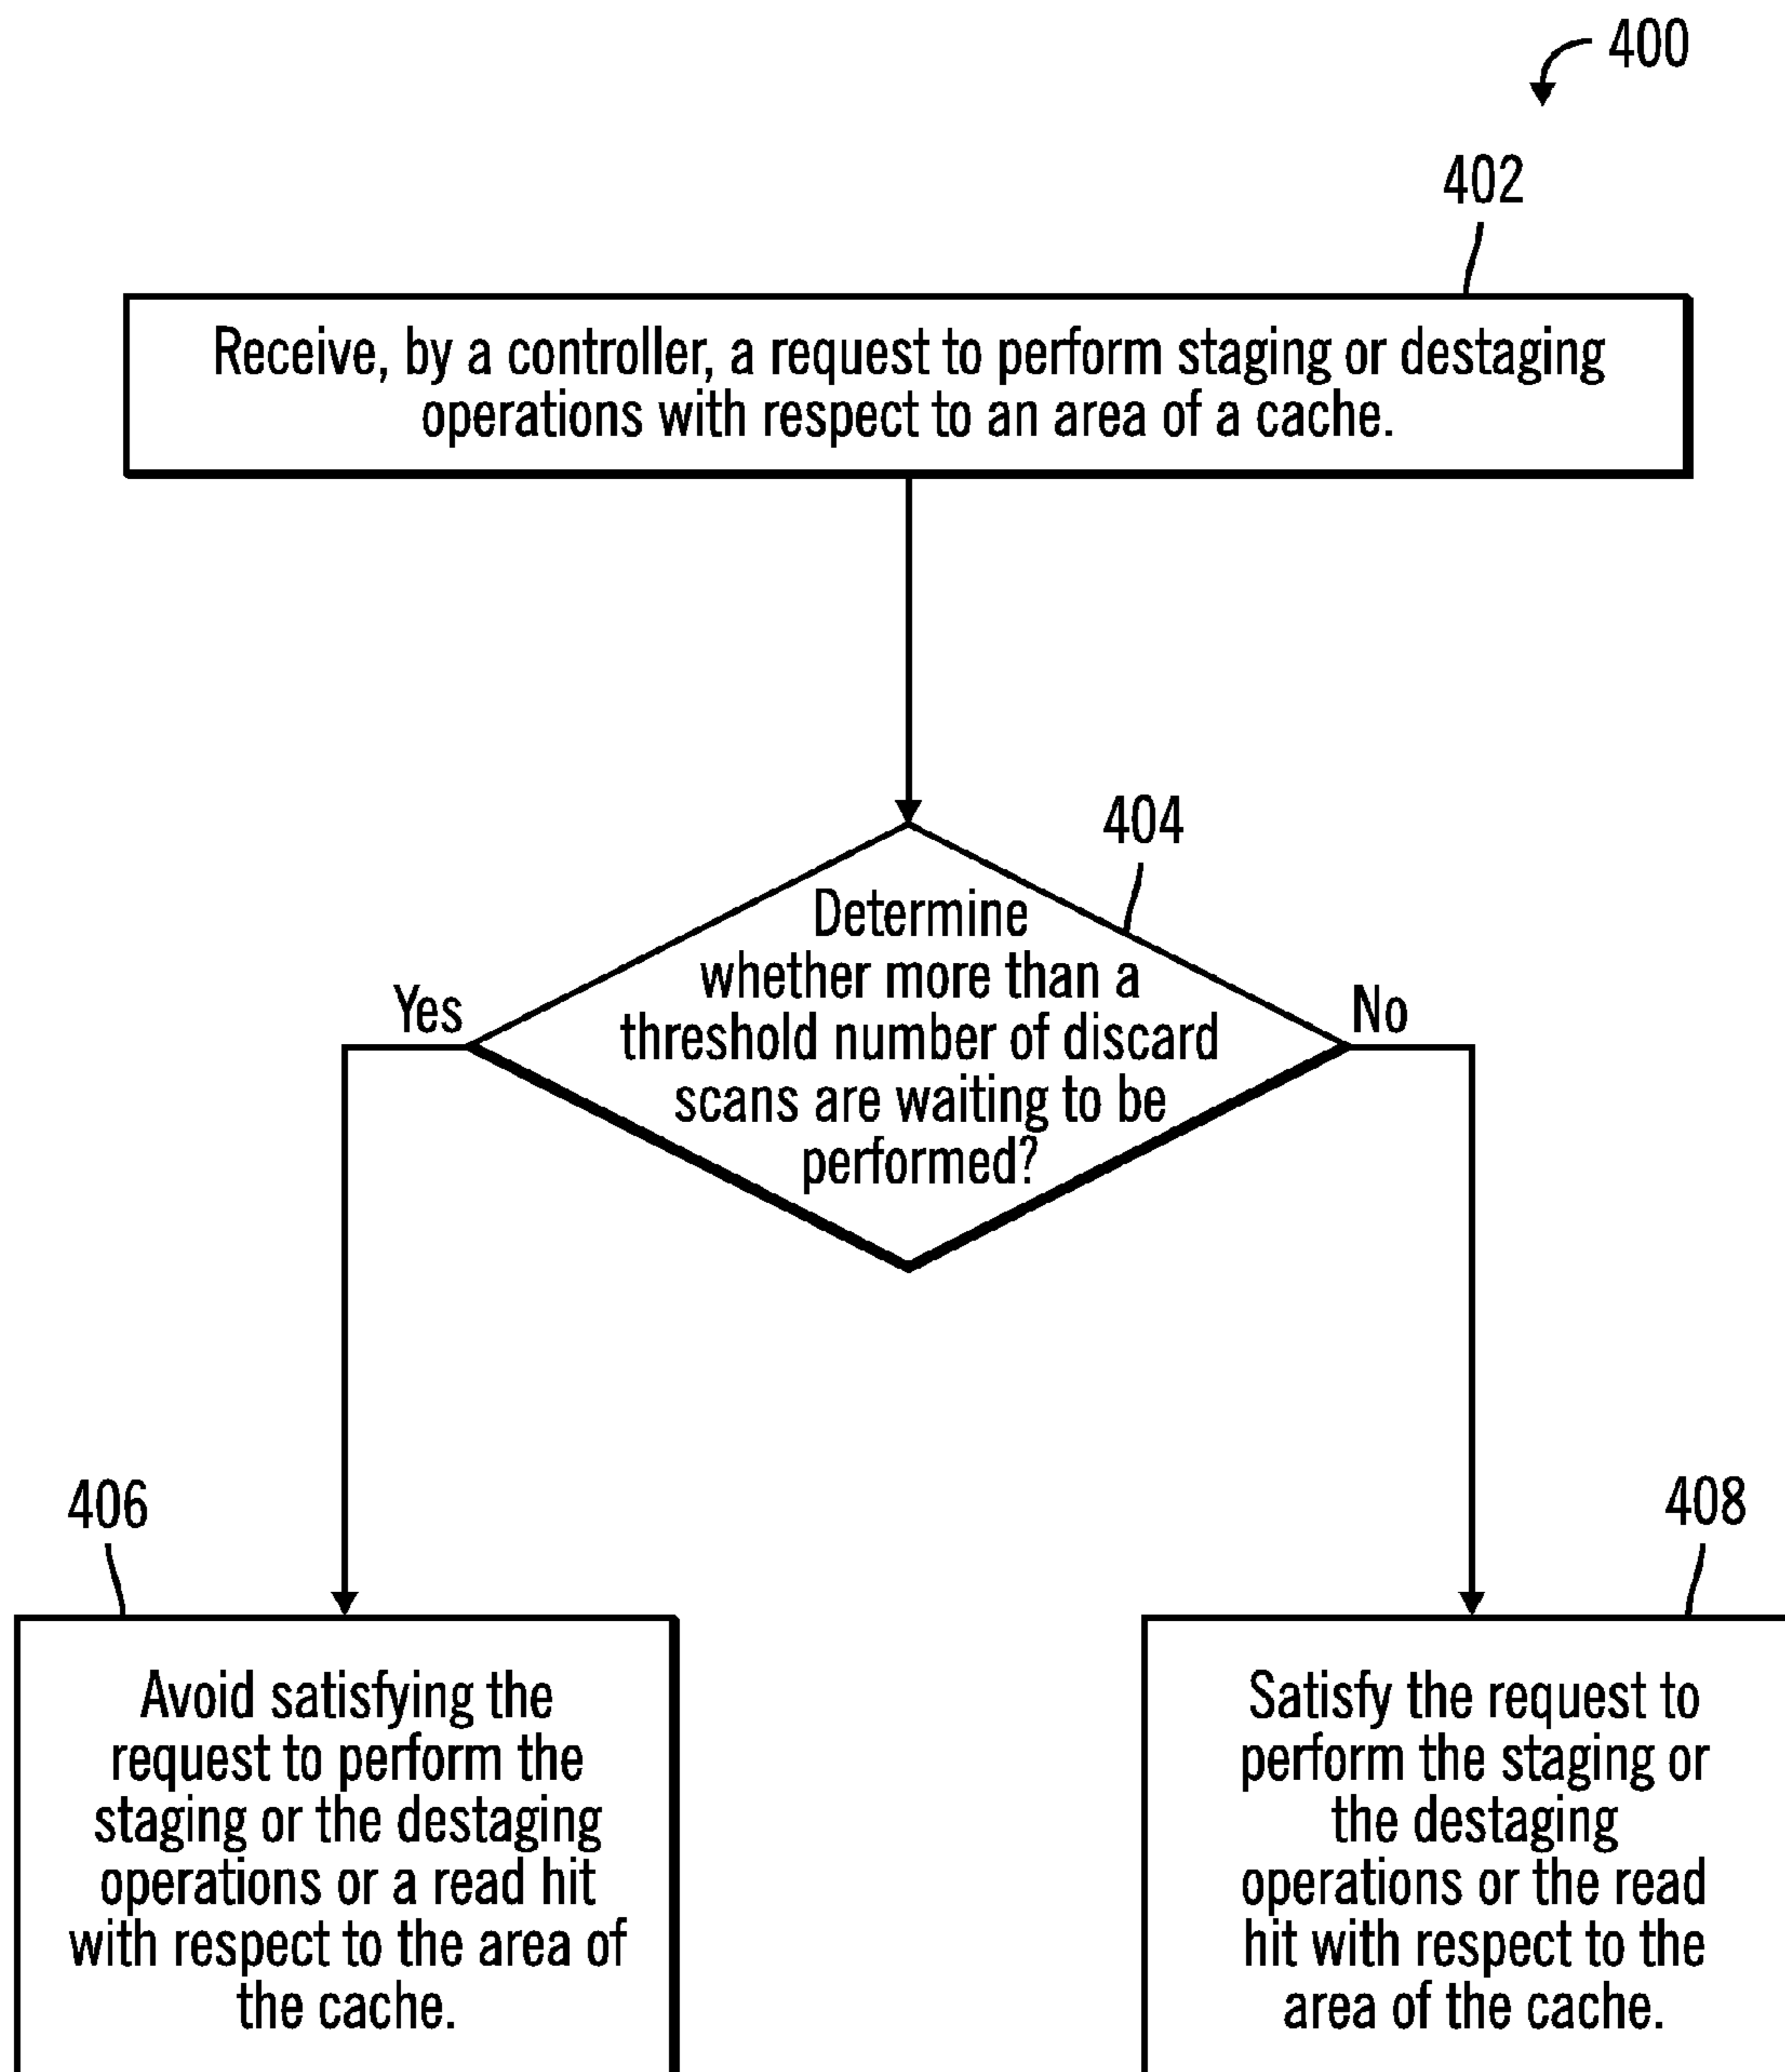 400
402
Receive, by a controller, a request to perform staging or destaging
operations with respect to an area of a cache.
404
Determine
whether more than a
threshold number of discard
scans are waiting to be
performed?
Yes
No
406
Avoid satisfying the
request to perform the
staging or the destaging
operations or a read hit
with respect to the area of
the cache.
408
Satisfy the request to
perform the staging or
the destaging
operations or the read
hit with respect to the
area of the cache.